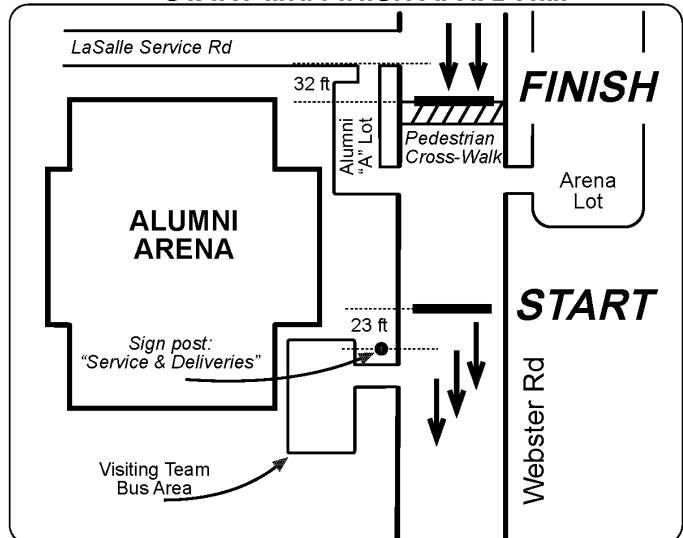 LaSalle Service Rd
32 ft
FINISH
Alumni
"A" Lot
Pedestrian
Cross-Walk
Arena
Lot
ALUMNI
ARENA
START
23 ft
Sign post:
“Service & Deliveries”
Webster Rd
Visiting Team
Bus Area